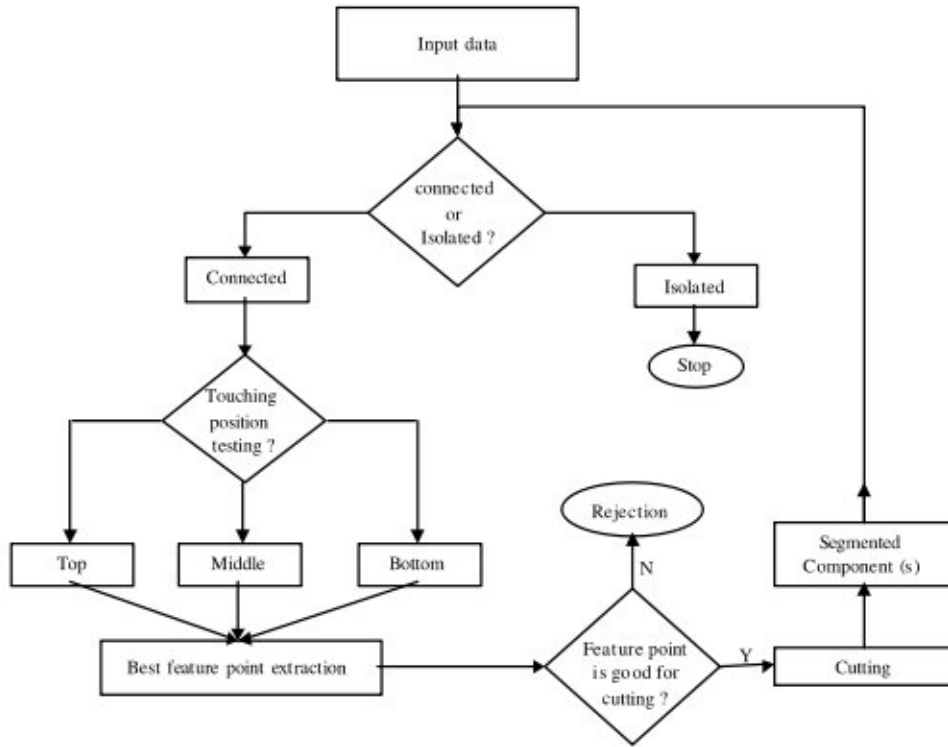 Input data
connected
or
Isolated ?
Connected
Isolated
Stop
Touching
position
testing ?
Top
Middle
Bottom
Best feature point extraction
Feature point
is good for
cutting ?
N
Rejection
Y
Cutting
Segmented
Component (s)